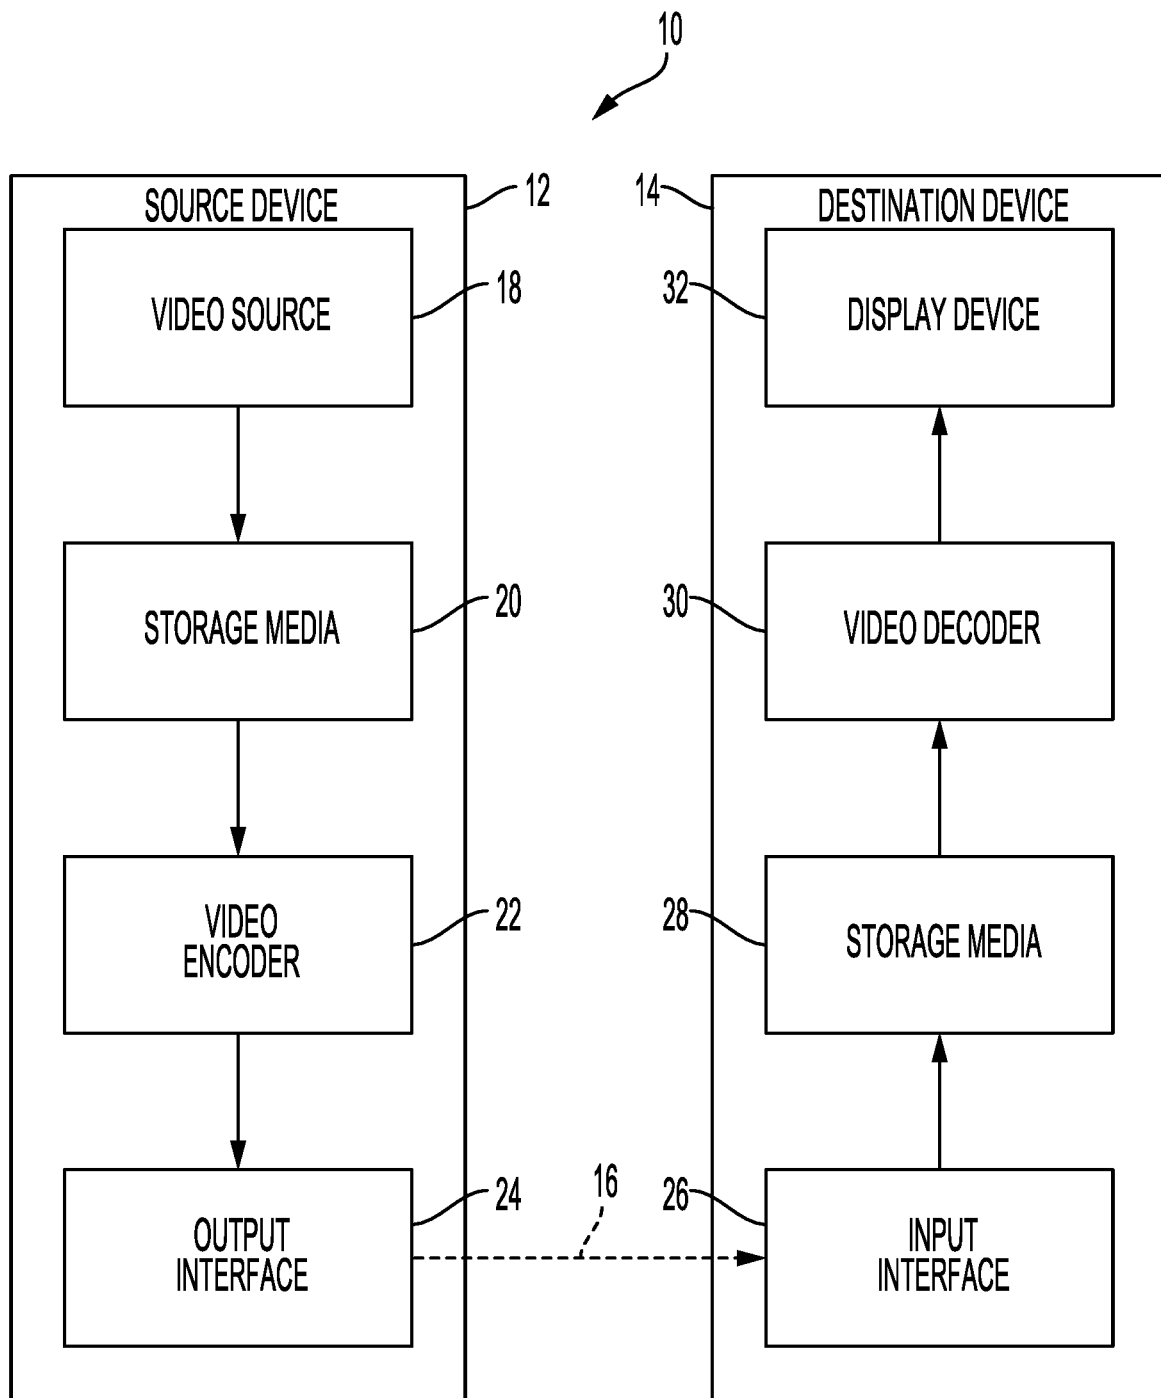 10
SOURCE DEVICE
12
VIDEO SOURCE
18
STORAGE MEDIA
20
VIDEO
ENCODER
22
OUTPUT
INTERFACE
24
16
14
DESTINATION DEVICE
32
DISPLAY DEVICE
30
VIDEO DECODER
28
STORAGE MEDIA
26
INPUT
INTERFACE